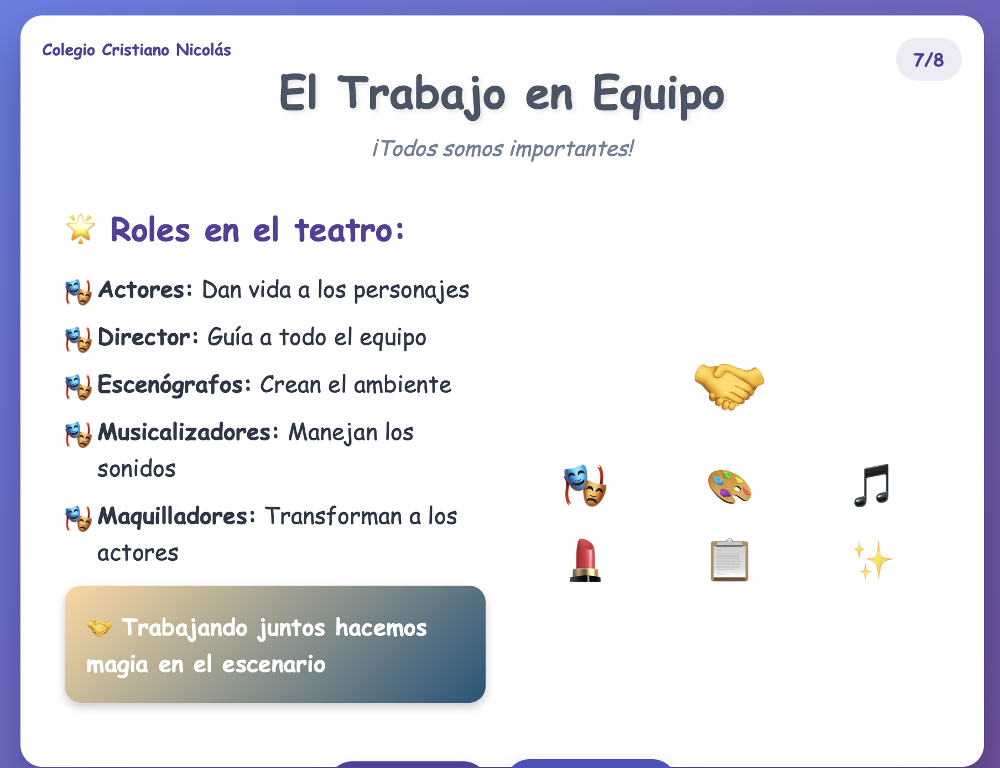 Colegio Cristiano Nicolás
7/8
El Trabajo en Equipo
¡Todos somos importantes!
Roles en el teatro:
Actores: Dan vida a los personajes
Director: Guía a todo el equipo
Escenógrafos: Crean el ambiente
Musicalizadores: Manejan los
sonidos
Maquilladores: Transforman a los
actores
Trabajando juntos hacemos
magia en el escenario